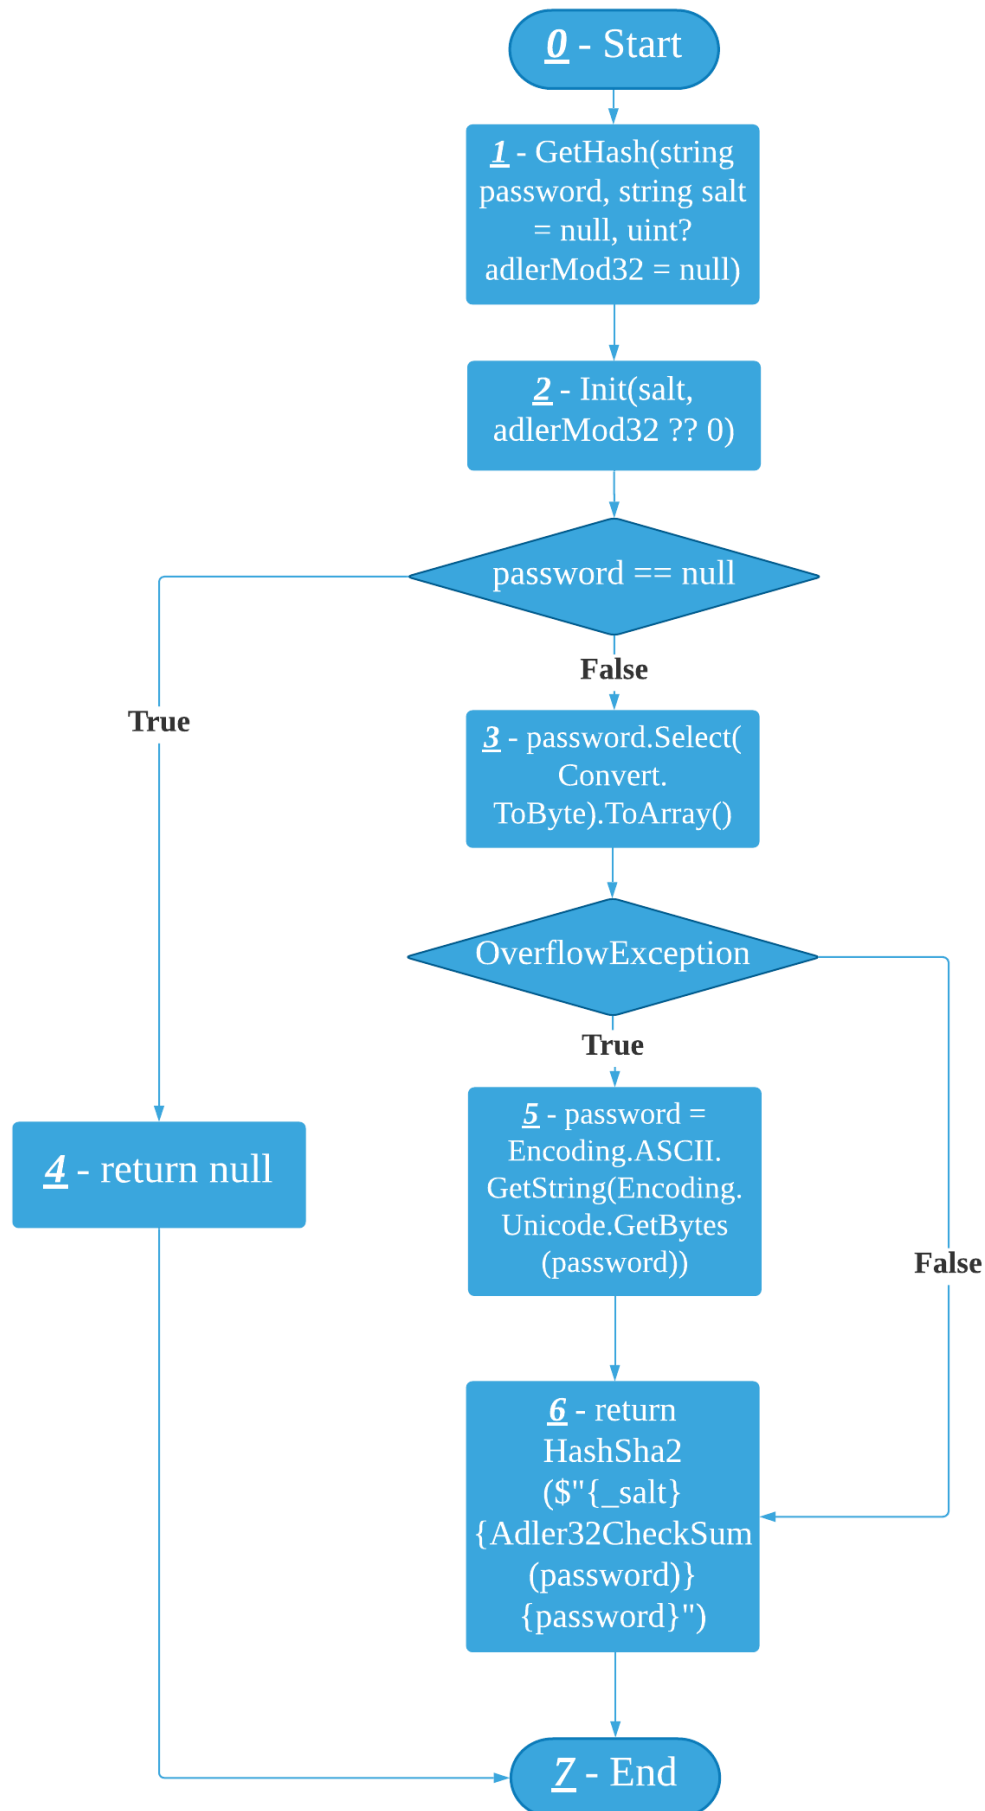 0 - Start
1 - GetHash(string
password, string salt
= null, uint?
adlerMod32 = null)
2 - Init(salt,
adlerMod32 ?? 0)
password == null
False
True
3 - password.Select(
Convert.
ToByte).ToArray()
OverflowException
True
5 - password =
Encoding.ASCII.
GetString(Encoding.
Unicode.GetBytes
(password))
4 - return null
False
6 - return
HashSha2
($"{_salt}
{Adler32CheckSum
(password)}
{password}")
7 - End